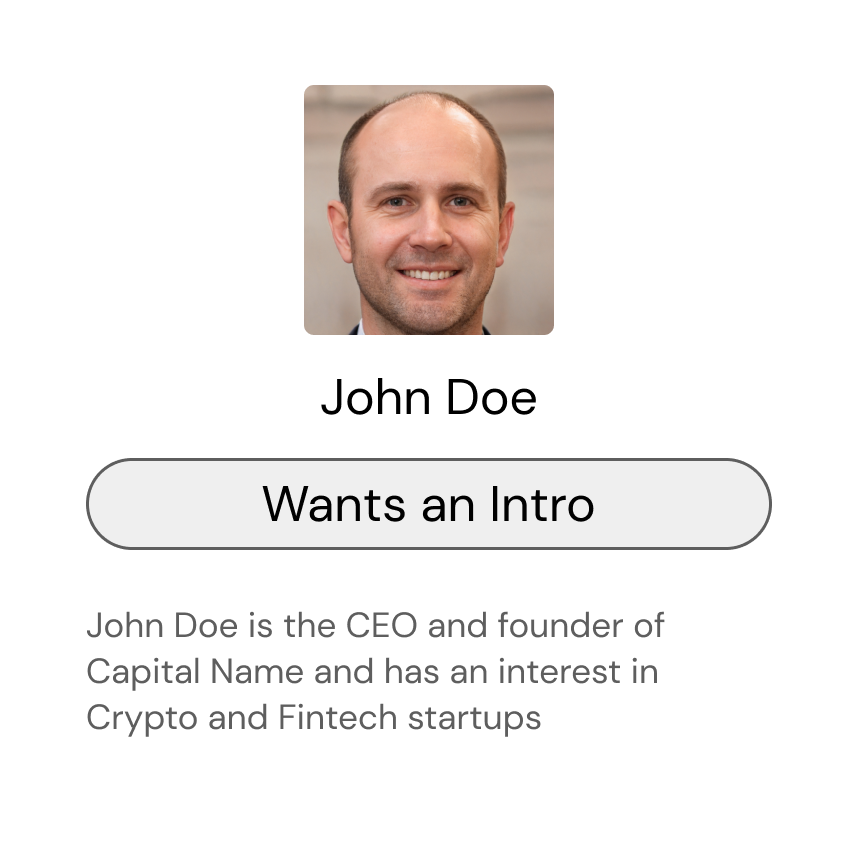 John Doe
Wants an Intro
John Doe is the CEO and founder of
Capital Name and has an interest in
Crypto and Fintech startups